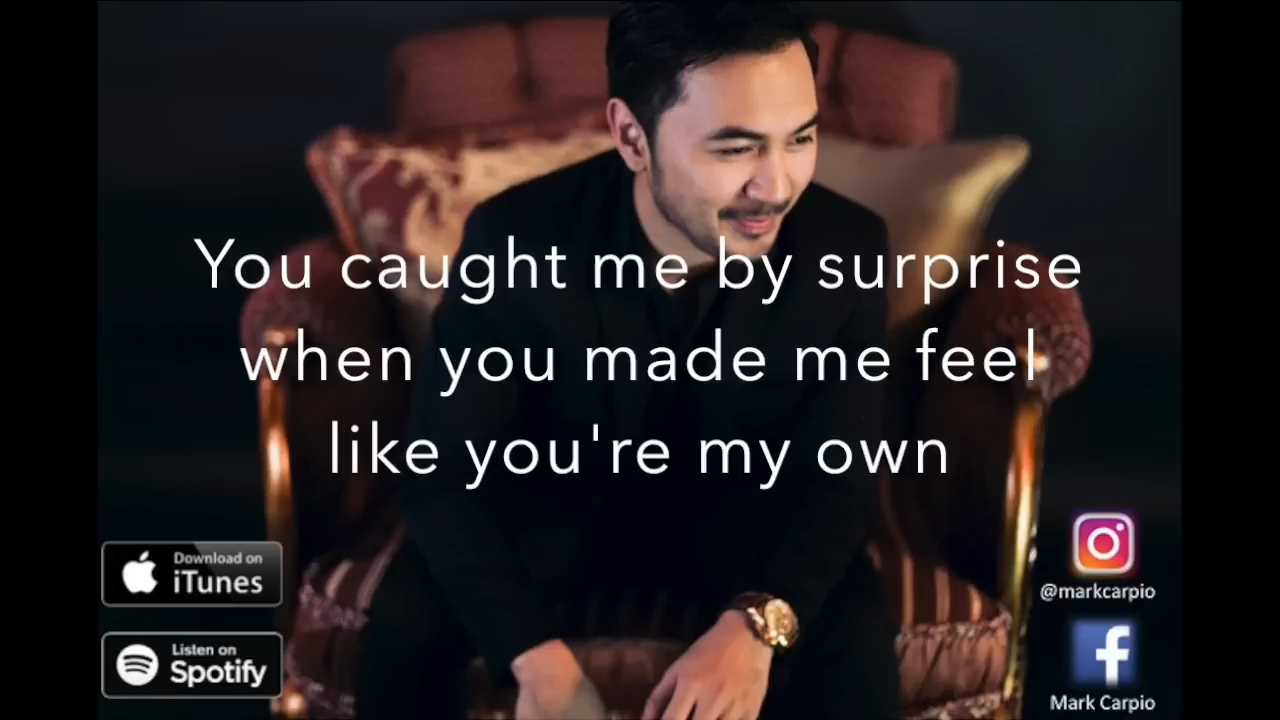 You caught me by surprise
when you made me feel
like you're my own
Download on
iTunes
Listen on
Spotify
@markcarpio
Mark Carpio